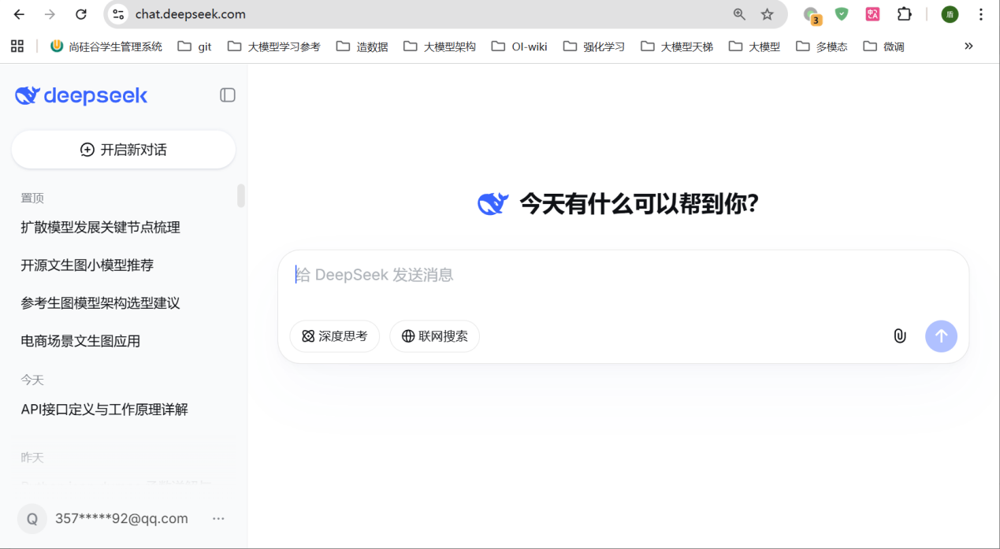 chat.deepseek.com
3
盾
尚硅谷学生管理系统 git 大模型学习参考 造数据 大模型架构 OI-wiki 强化学习 大模型天梯 大模型 多模态 微调
deepseek
开启新对话
置顶
扩散模型发展关键节点梳理
开源文生图小模型推荐
参考生图模型架构选型建议
电商场景文生图应用
今天
API接口定义与工作原理详解
昨天
Q 357*****92@qq.com
今天有什么可以帮到你?
给 DeepSeek 发送消息
深度思考 联网搜索